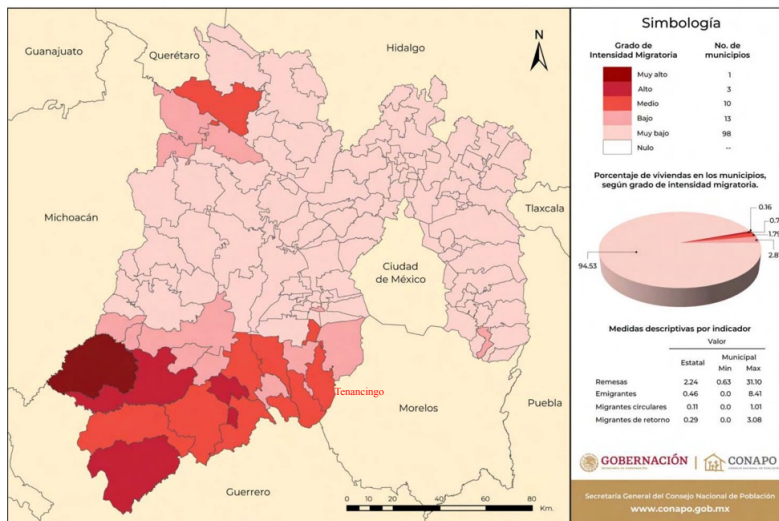 Guanajuato
Querétaro
Hidalgo
N
Michoacán
Tlaxcala
Ciudad
de México
Tenancingo
Morelos
Puebla
Guerrero
0 10 20 40 60 80
Km.
Simbología
Grado de Intensidad Migratoria No. de municipios
Muy alto 1
Alto 3
Medio 10
Bajo 13
Muy bajo 98
Nulo --
Porcentaje de viviendas en los municipios,
según grado de intensidad migratoria.
0.16
0.7
1.79
2.8
94.53
Medidas descriptivas por indicador
Valor
Estatal Municipal
Min Max
Remesas 2.24 0.63 31.10
Emigrantes 0.46 0.0 8.41
Migrantes circulares 0.11 0.0 1.01
Migrantes de retorno 0.29 0.0 3.08
GOBERNACIÓN
CONAPO
Secretaría General del Consejo Nacional de Población
www.conapo.gob.mx